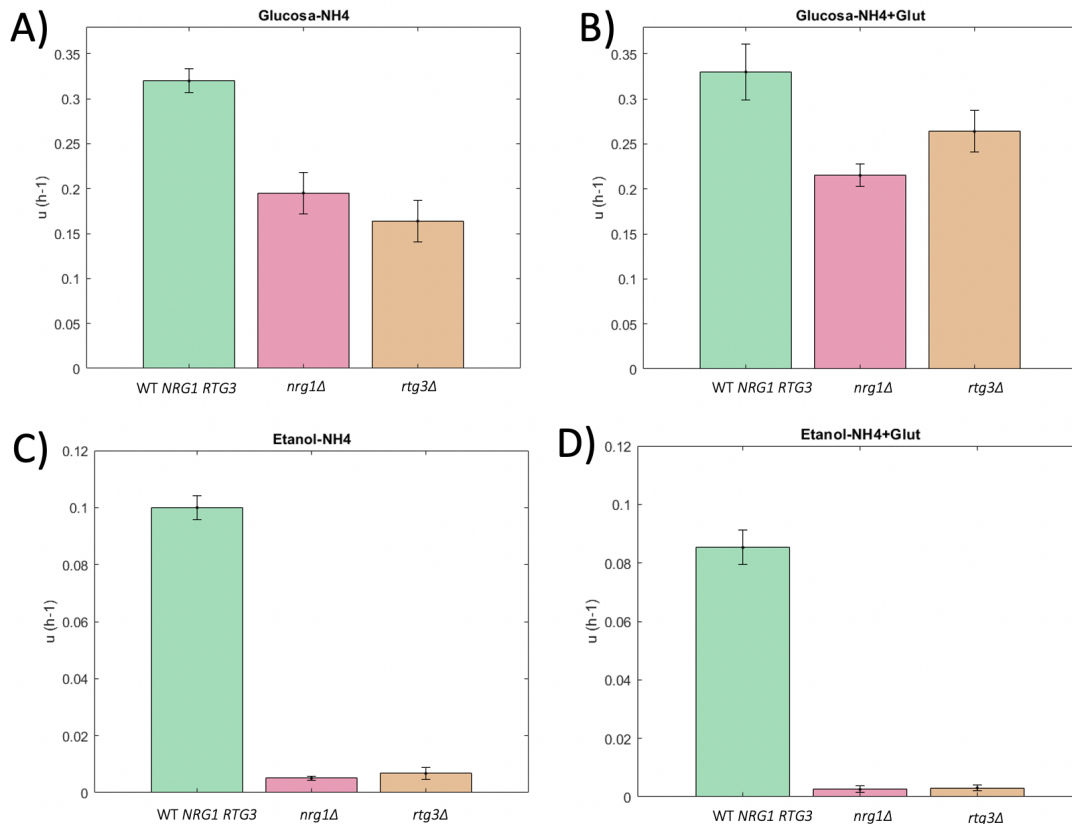 A)
Glucosa-NH4
0.35
0.3
0.25
0.2
0.15
0.1
0.05
0
u (h-1)
WT NRG1 RTG3 nrg1Δ rtg3Δ
B)
Glucosa-NH4+Glut
0.35
0.3
0.25
0.2
0.15
0.1
0.05
0
u (h-1)
WT NRG1 RTG3 nrg1Δ rtg3Δ
C)
Etanol-NH4
0.12
0.1
0.08
0.06
0.04
0.02
0
u (h-1)
WT NRG1 RTG3 nrg1Δ rtg3Δ
D)
Etanol-NH4+Glut
0.12
0.1
0.08
0.06
0.04
0.02
0
u (h-1)
WT NRG1 RTG3 nrg1Δ rtg3Δ